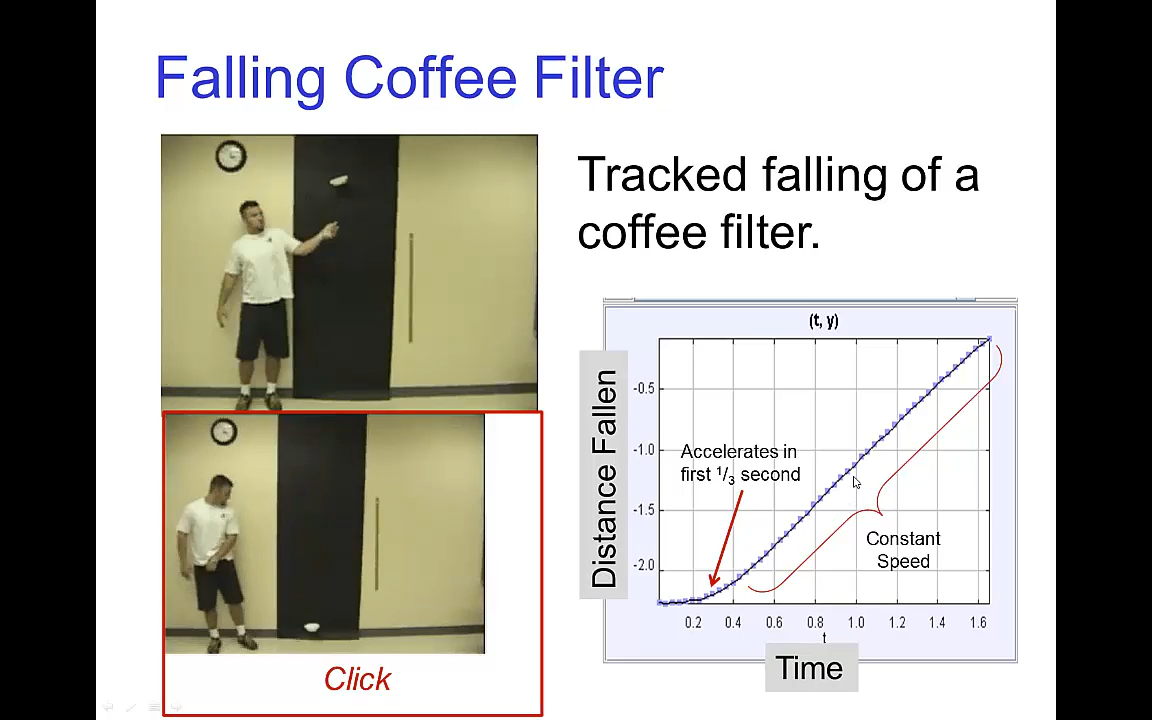 Falling Coffee Filter
Tracked falling of a
coffee filter.
(t, y)
Distance Fallen
-0.5
-1.0
-1.5
-2.0
Accelerates in
first 1/3 second
Constant
Speed
0.2 0.4 0.6 0.8 1.0 1.2 1.4 1.6
t
Time
Click